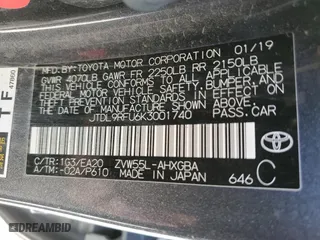 MFD. BY: TOYOTA MOTOR CORPORATION 01/19
GVWR 4070LB GAWR FR 2250LB RR 2150LB
THIS VEHICLE CONFORMS TO ALL APPLICABLE
FEDERAL MOTOR VEHICLE SAFETY, BUMPER, AND
THEFT PREVENTION STANDARDS IN EFFECT ON
THE DATE OF MANUFACTURE SHOWN ABOVE.
JTDL9RFU6K3001740 PASS.CAR
C/TR: 1G3/EA20 ZVW55L-AHXGBA
A/TM: -02A/P610 MADE IN JAPAN 646 C
TOYOTA
TF